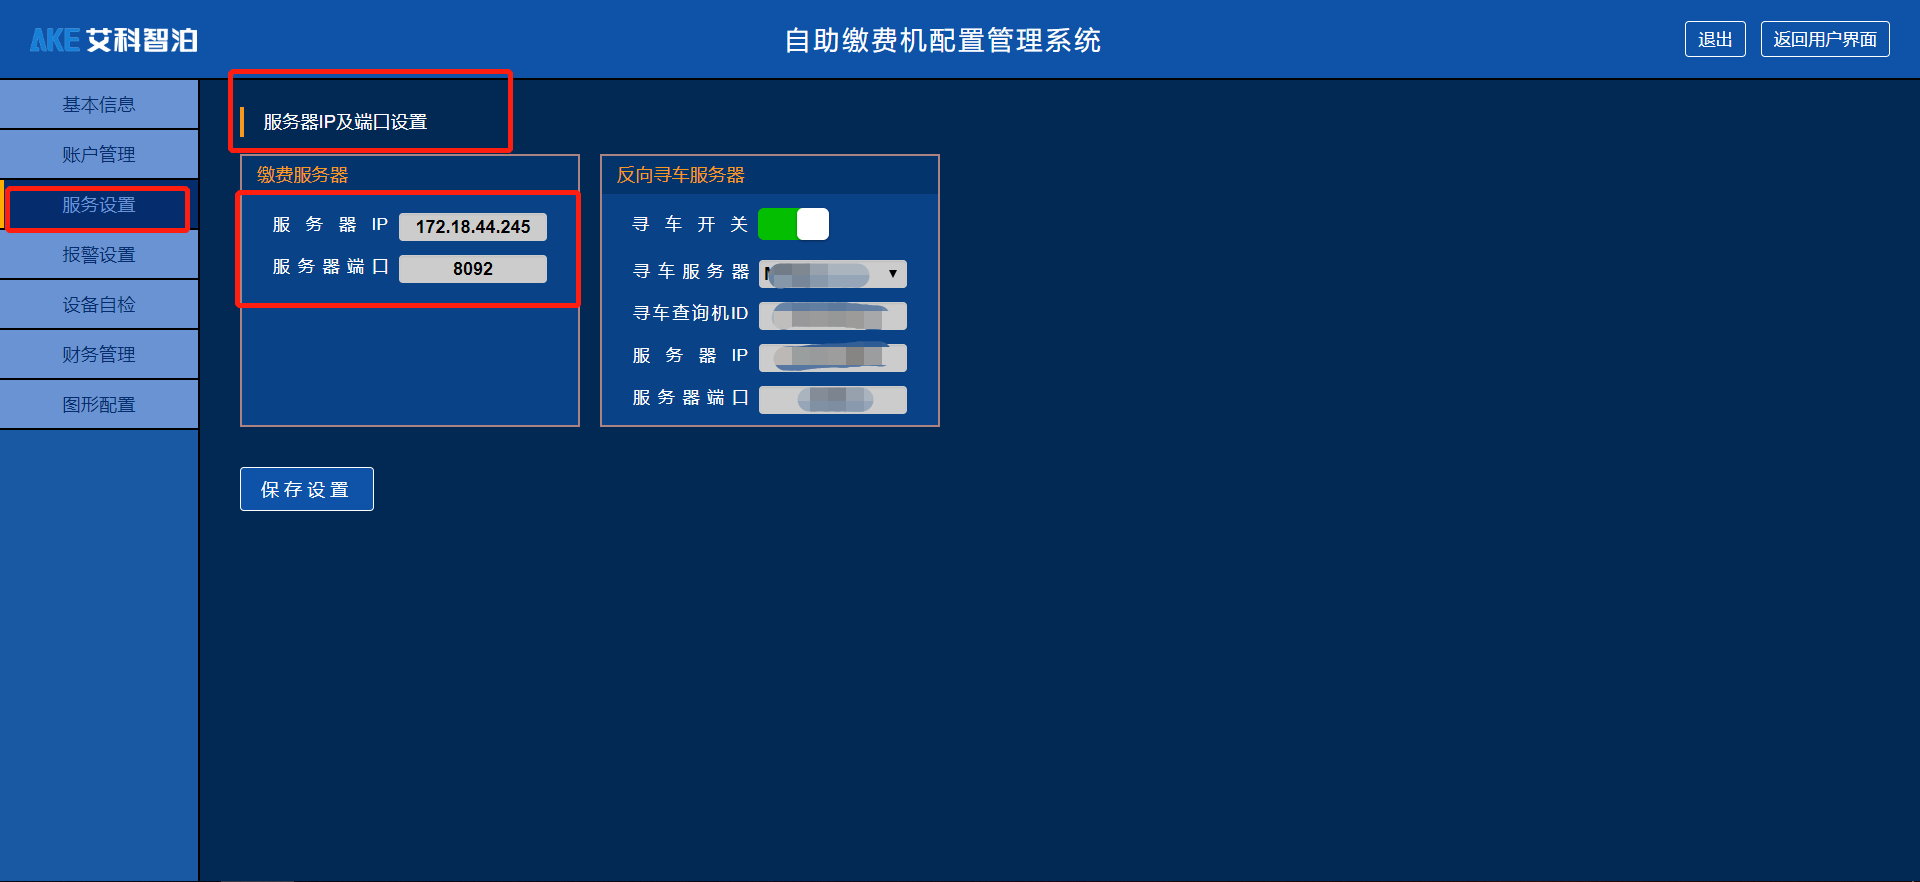 AKE 艾科智泊
自助缴费机配置管理系统
退出
返回用户界面
基本信息
账户管理
服务设置
报警设置
设备自检
财务管理
图形配置
服务器IP及端口设置
缴费服务器
服务器IP 172.18.44.245
服务器端口 8092
反向寻车服务器
寻车开关
寻车服务器
寻车查询机ID
服务器IP
服务器端口
保存设置